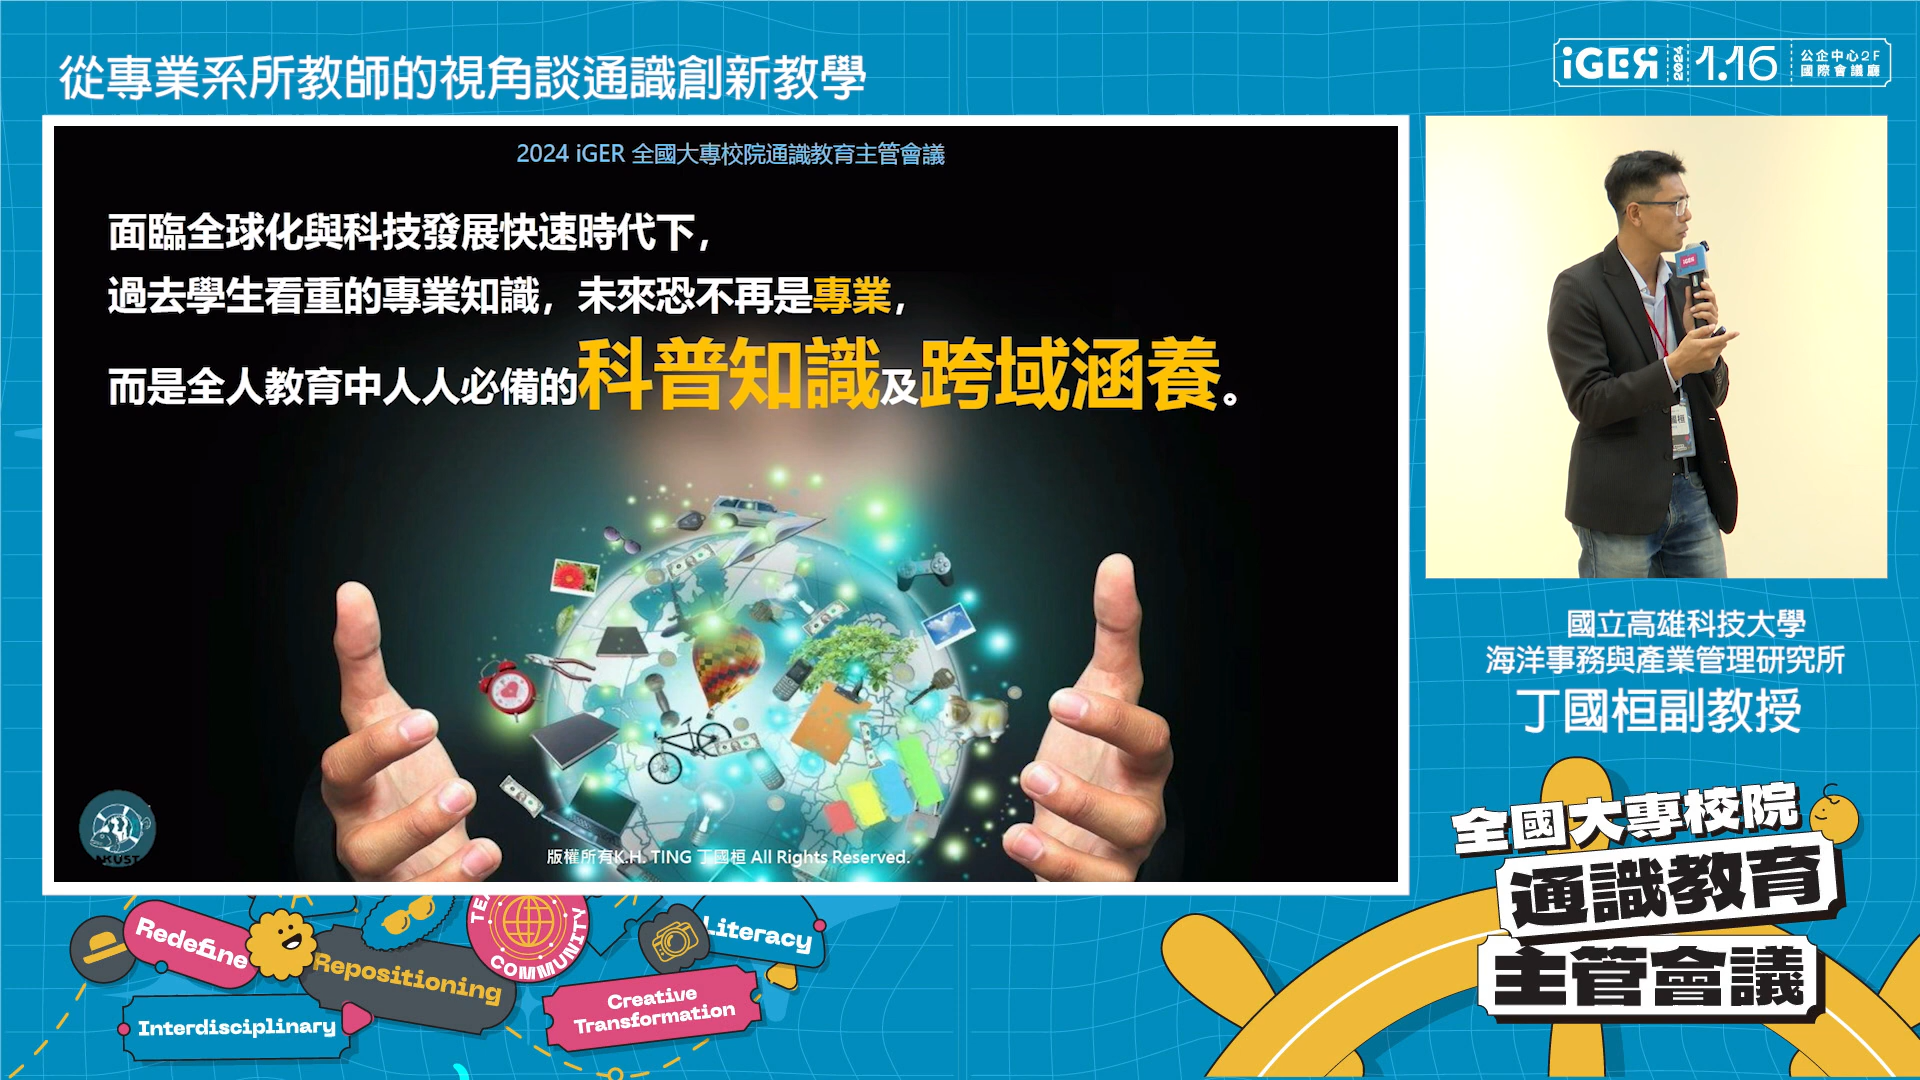 從專業系所教師的視角談通識創新教學
iGER 2024 1.16 公企中心2F
國際會議廳
2024 iGER 全國大專校院通識教育主管會議
面臨全球化與科技發展快速時代下，
過去學生看重的專業知識，未來恐不再是專業，
而是全人教育中人人必備的科普知識及跨域涵養。
版權所有K.H. TING 丁國桓 All Rights Reserved.
國立高雄科技大學
海洋事務與產業管理研究所
丁國桓副教授
全國大專校院
通識教育
主管會議
Redefine
Repositioning
Interdisciplinary
COMMUNITY
Literacy
Creative
Transformation